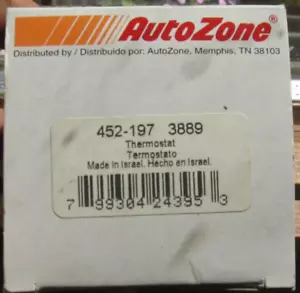 AutoZone
Distributed by / Distribuido por: AutoZone, Memphis, TN 38103
452-197 3889
Thermostat
Termostato
Made in Israel. Hecho en Israel.
7 99304 24395 3